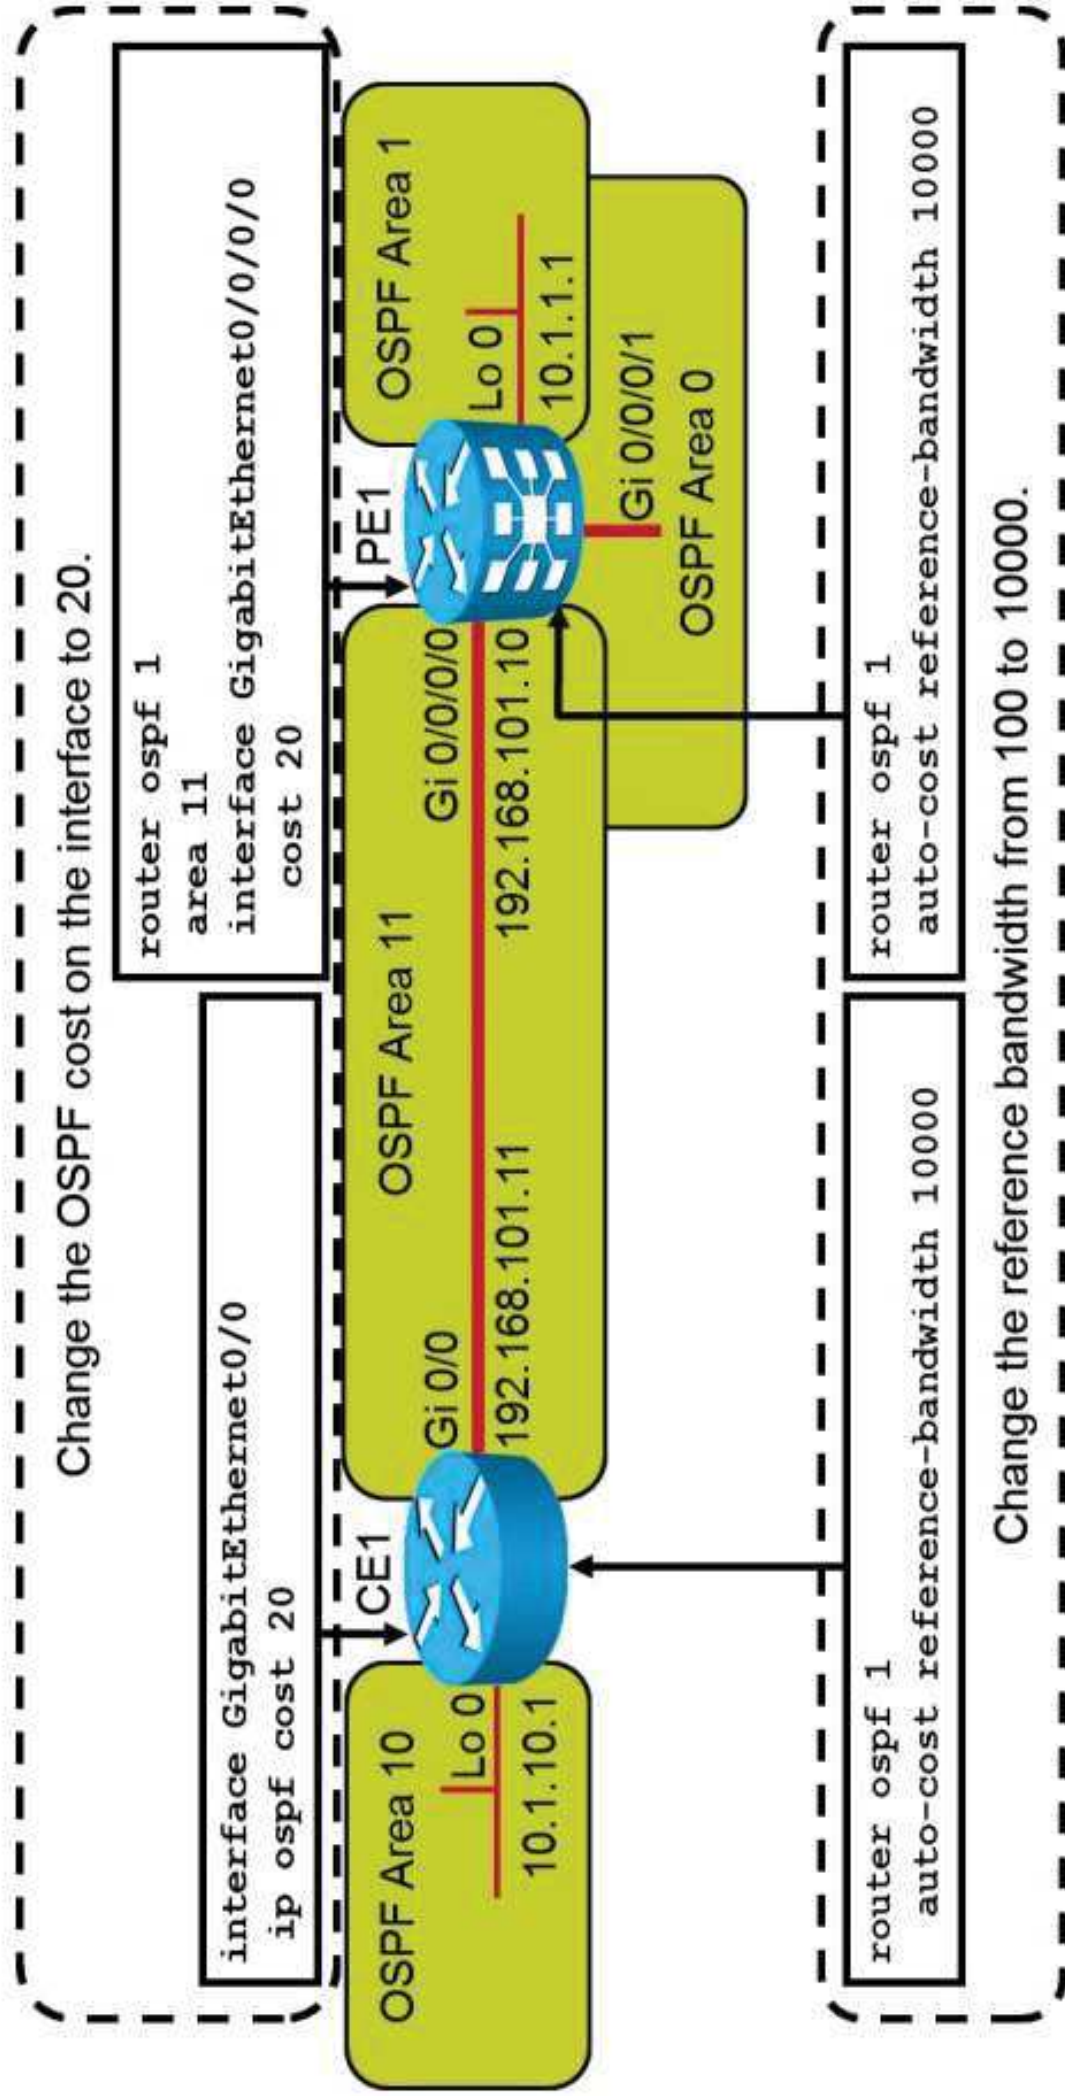 Change the OSPF cost on the interface to 20.
interface GigabitEthernet0/0
ip ospf cost 20
router ospf 1
area 11
interface GigabitEthernet0/0/0/0
cost 20
CE1
PE1
OSPF Area 10
Lo 0
10.1.10.1
OSPF Area 11
Gi 0/0
192.168.101.11
Gi 0/0/0/0
192.168.101.10
OSPF Area 1
Lo 0
10.1.1.1
Gi 0/0/0/1
OSPF Area 0
router ospf 1
auto-cost reference-bandwidth 10000
router ospf 1
auto-cost reference-bandwidth 10000
Change the reference bandwidth from 100 to 10000.